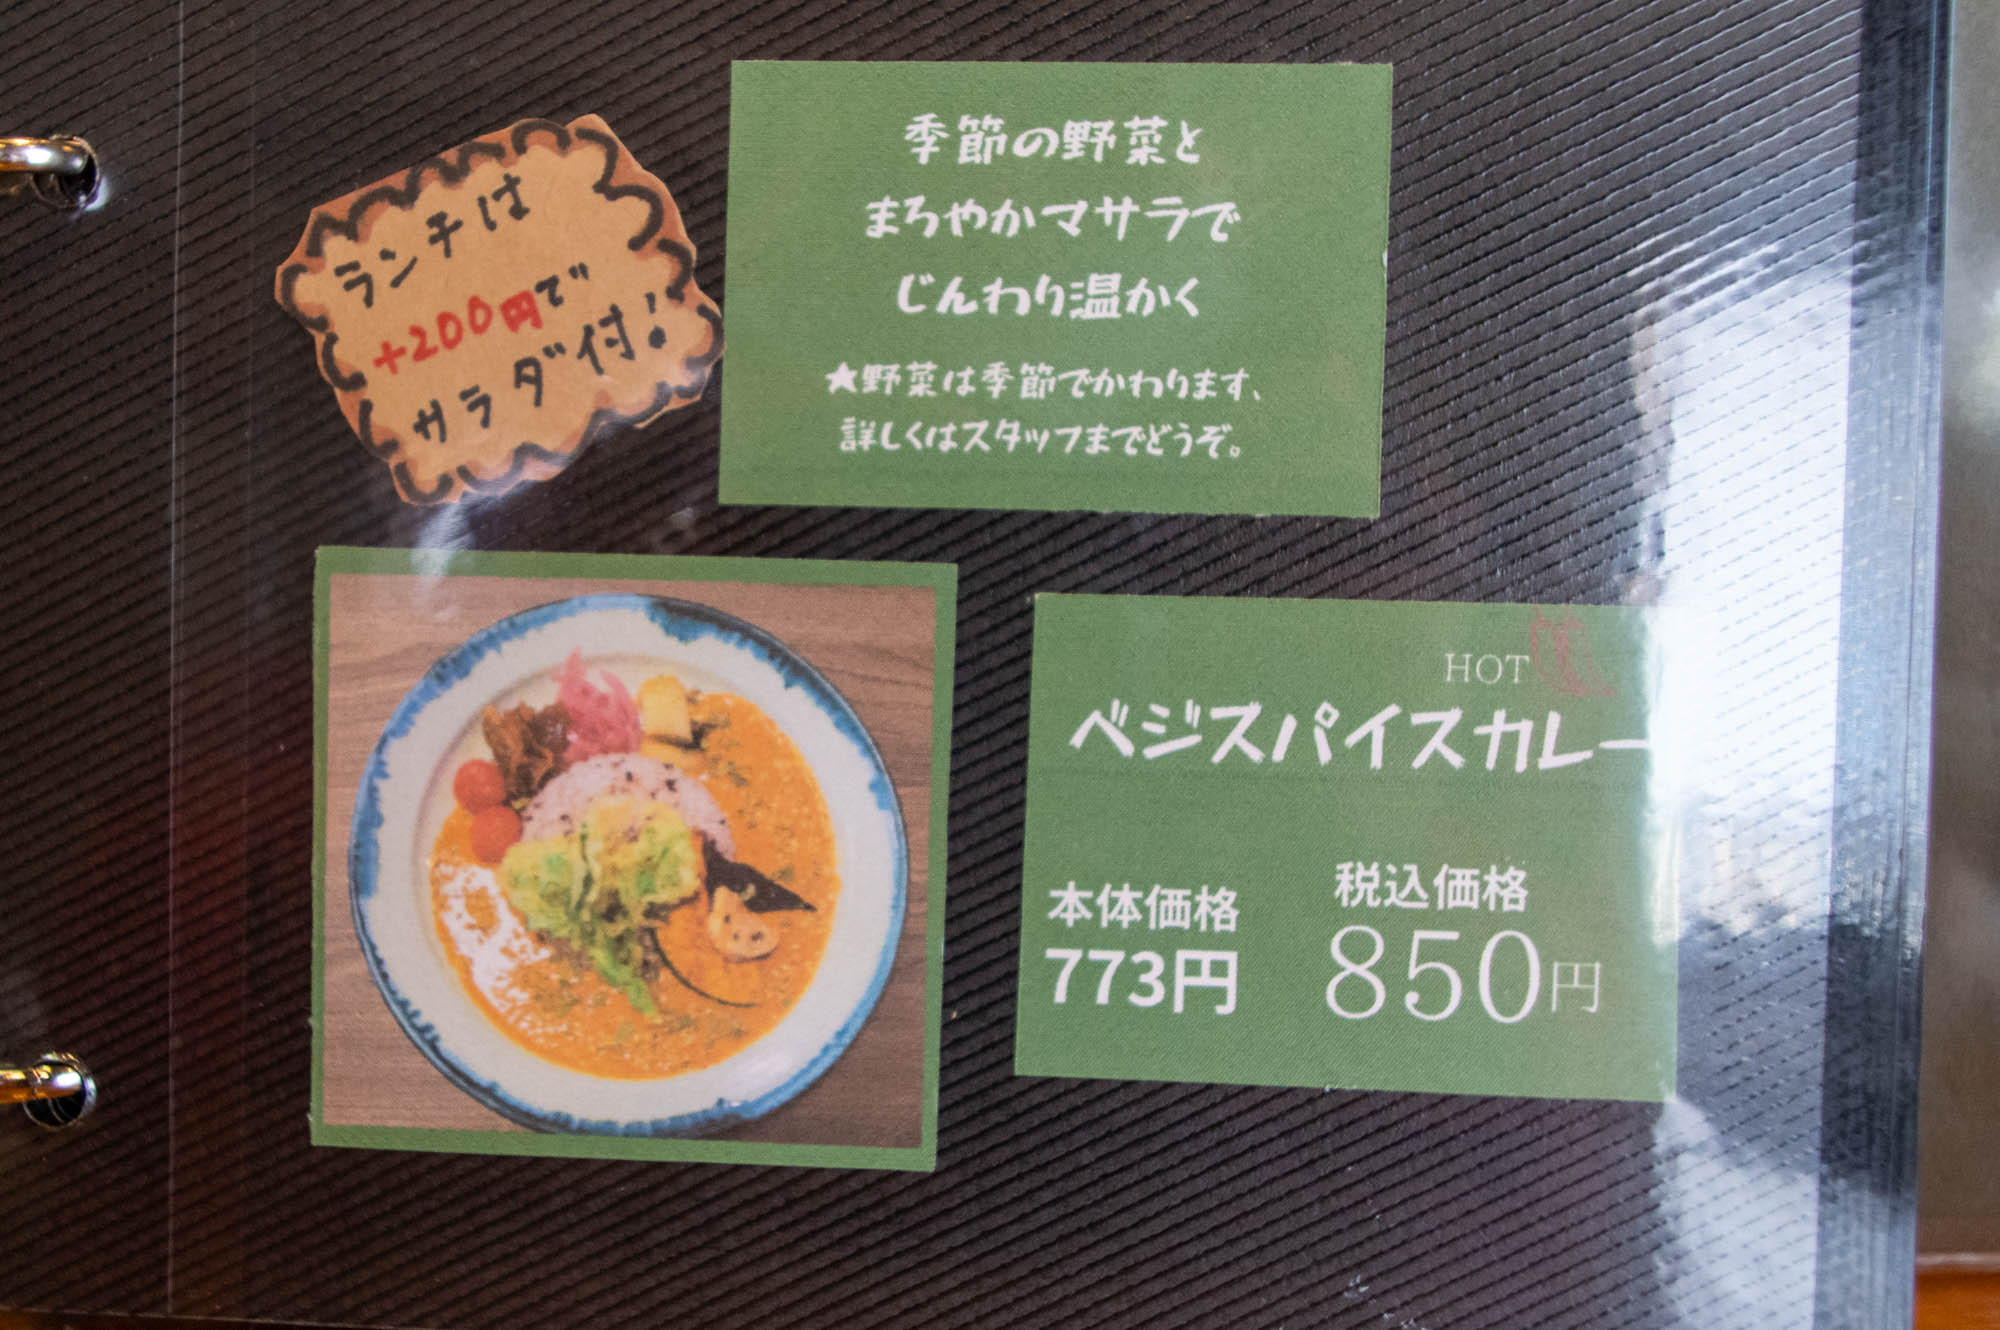 ランチは
+200円で
サラダ付!
季節の野菜と
まろやかマサラで
じんわり温かく
★野菜は季節でかわります、
詳しくはスタッフまでどうぞ。
HOT
ベジスパイスカレー
本体価格
773円
税込価格
850円